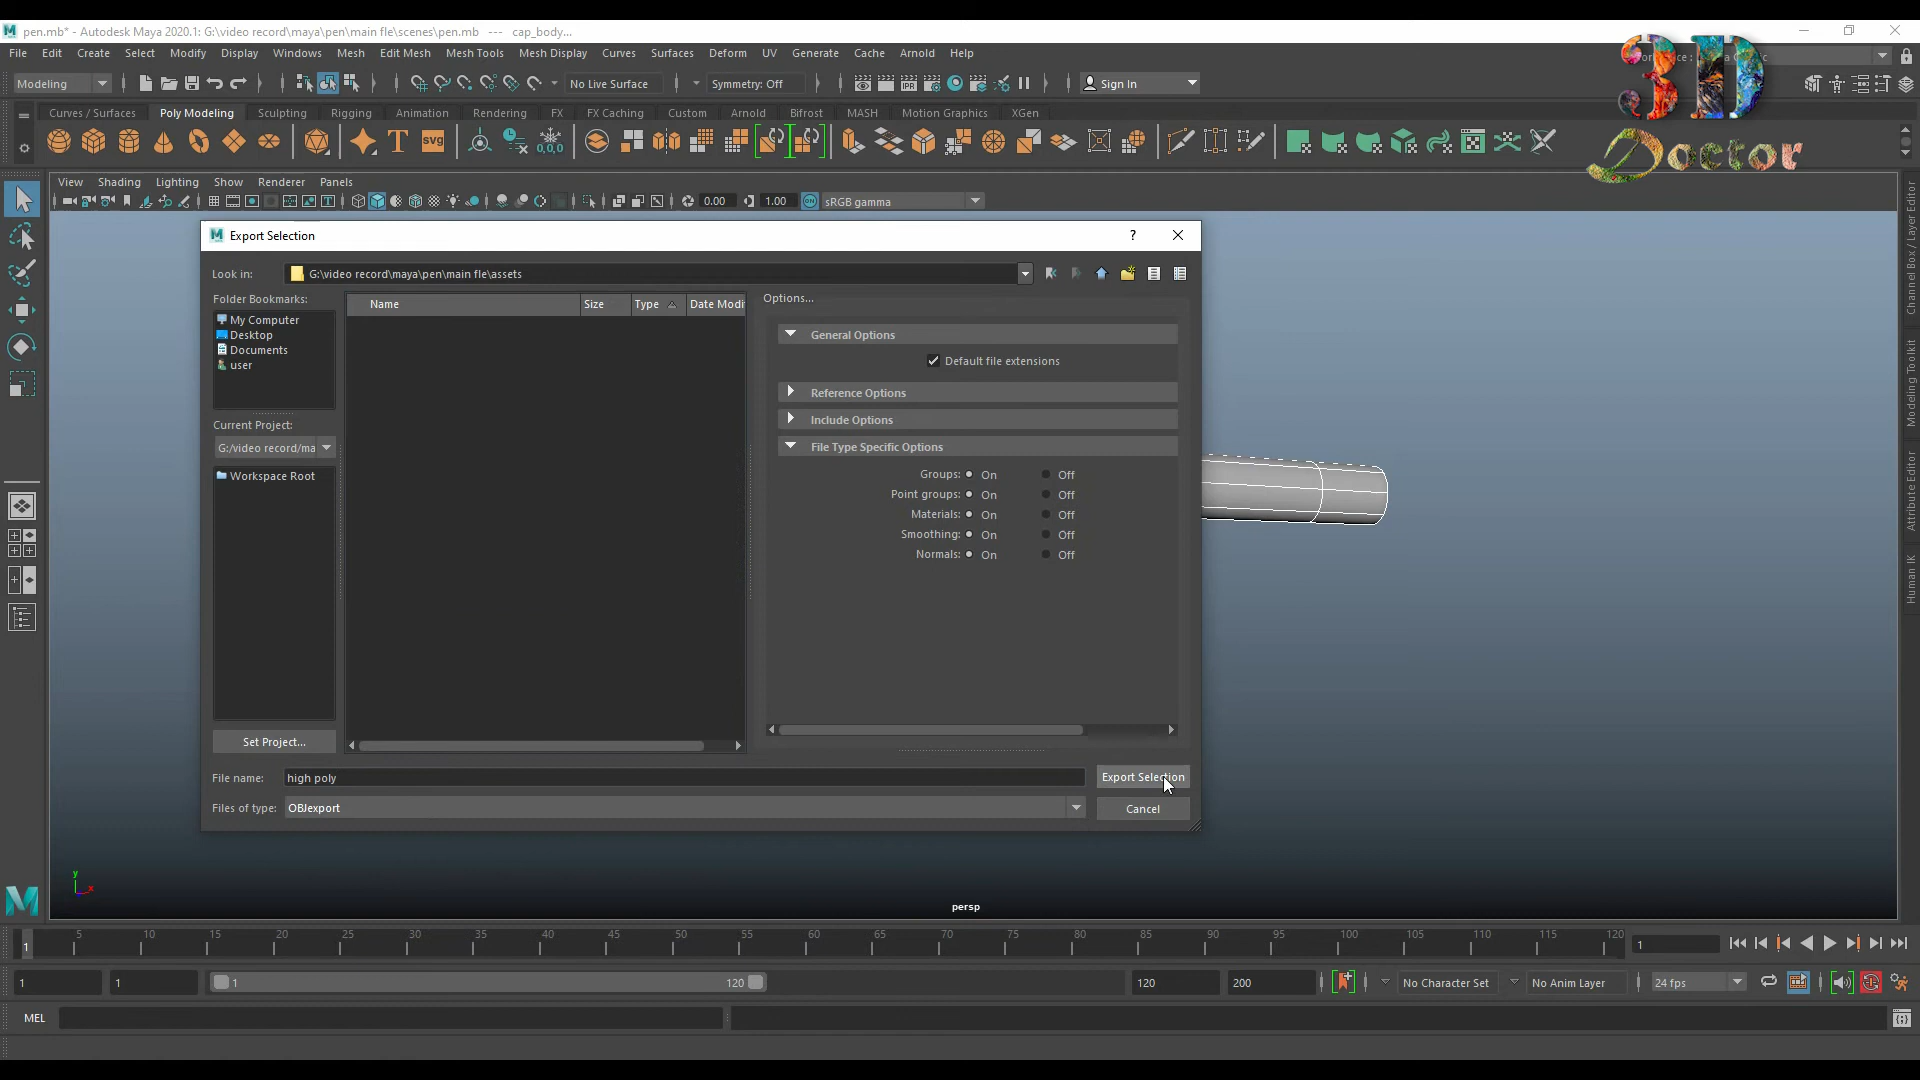 pen.mb* - Autodesk Maya 2020.1: G:\video record\maya\pen\main fle\scenes\pen.mb --- cap_body...
File Edit Create Select Modify Display Windows Mesh Edit Mesh Mesh Tools Mesh Display Curves Surfaces Deform UV Generate Cache Arnold Help
3D
Doctor
Modeling No Live Surface Symmetry: Off Sign In
Curves / Surfaces Poly Modeling Sculpting Rigging Animation Rendering FX FX Caching Custom Arnold Bifrost MASH Motion Graphics XGen
T SVG 0,0,0
View Shading Lighting Show Renderer Panels
0.00 1.00 ON sRGB gamma
Export Selection ?
Look in: G:\video record\maya\pen\main fle\assets
Folder Bookmarks:
My Computer
Desktop
Documents
user
Current Project:
G:/video record/ma
Workspace Root
Set Project...
Name Size Type Date Modi
Options...
General Options
Default file extensions
Reference Options
Include Options
File Type Specific Options
Groups: On Off
Point groups: On Off
Materials: On Off
Smoothing: On Off
Normals: On Off
File name: high poly Export Selection
Files of type: OBJexport Cancel
Channel Box / Layer Editor
Modeling Toolkit
Attribute Editor
Human IK
y
x
persp
1 5 10 15 20 25 30 35 40 45 50 55 60 65 70 75 80 85 90 95 100 105 110 115 120 1
1 1 1 120 120 200 No Character Set No Anim Layer 24 fps
MEL